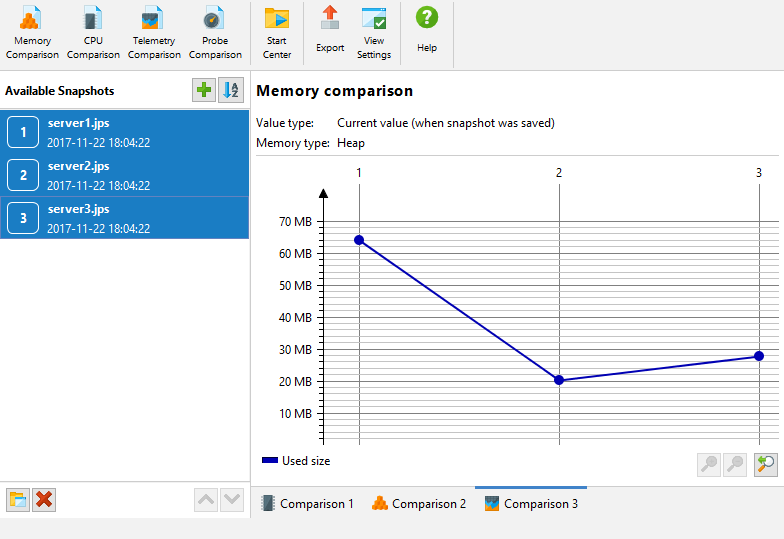 Memory Comparison
CPU Comparison
Telemetry Comparison
Probe Comparison
Start Center
Export
View Settings
Help
Available Snapshots
A
Z
1
server1.jps
2017-11-22 18:04:22
2
server2.jps
2017-11-22 18:04:22
3
server3.jps
2017-11-22 18:04:22
Memory comparison
Value type: Current value (when snapshot was saved)
Memory type: Heap
1 2 3
70 MB
60 MB
50 MB
40 MB
30 MB
20 MB
10 MB
Used size
Comparison 1 Comparison 2 Comparison 3